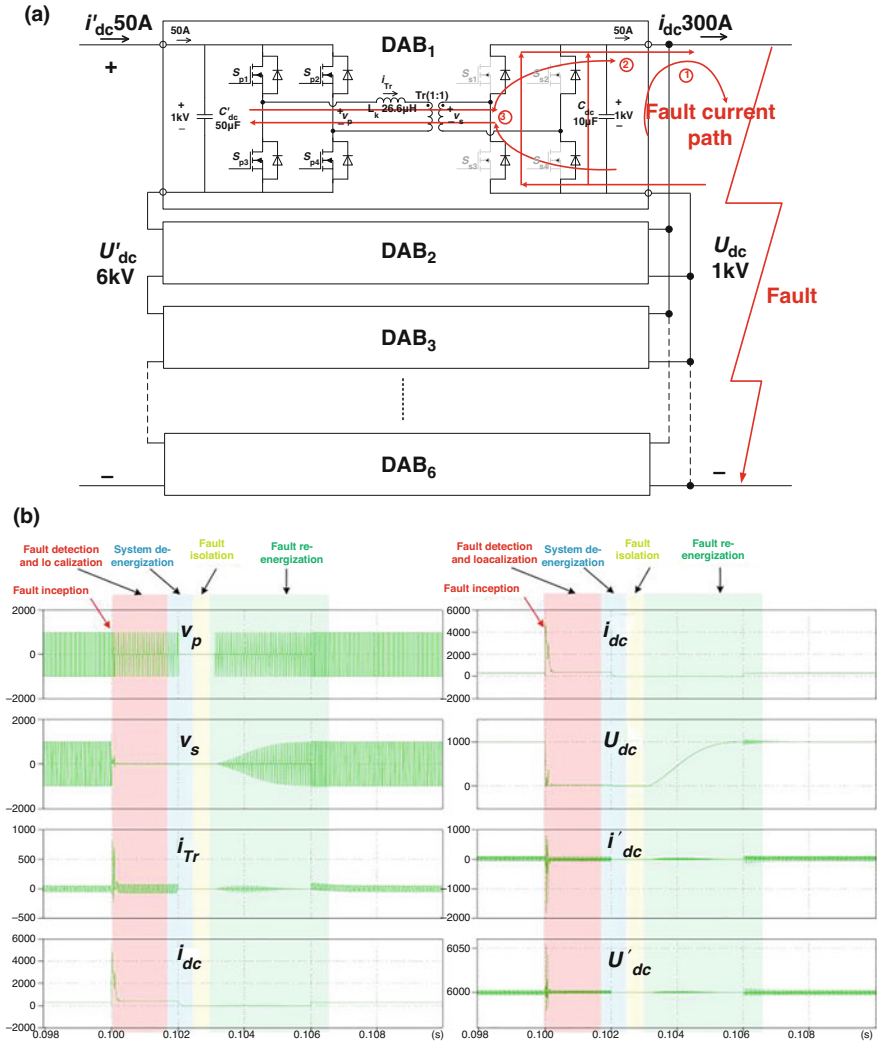 (a)
i′dc50A
50A
DAB1
50A
idc300A
+
Sp1
Sp2
iTr
Tr(1:1)
Ss1
Ss2
②
①
+
1kV
−
C′dc
50μF
Lk
26.6μH
+
vp
−
+
vs
−
③
Cdc
10μF
+
1kV
−
Fault current
path
Sp3
Sp4
Ss3
Ss4
U′dc
6kV
DAB2
Udc
1kV
DAB3
Fault
DAB6
−
−
(b)
Fault detection
and lo calization
System de-
energization
Fault
isolation
Fault re-
energization
Fault inception
2000
0
−2000
vp
2000
0
−2000
vs
1000
500
0
−500
iTr
6000
4000
2000
0
−2000
idc
0.098
0.100
0.102
0.104
0.106
0.108
(s)
Fault detection
and loacalization
System de-
energization
Fault
isolation
Fault re-
energization
Fault inception
6000
4000
2000
0
−2000
idc
1000
0
Udc
1000
0
−1000
2000
i′dc
6050
6000
U′dc
0.098
0.100
0.102
0.104
0.106
0.108
(s)